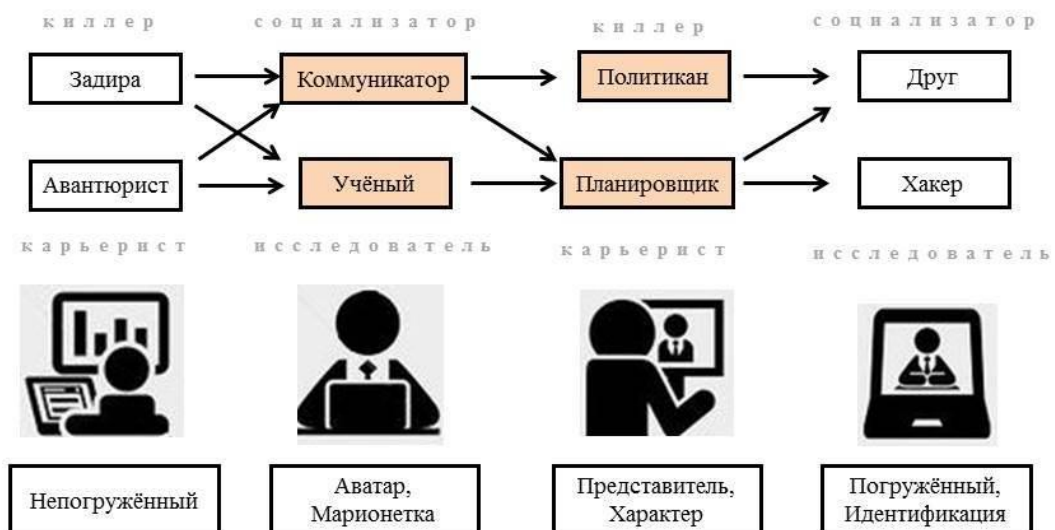 киллер социализатор киллер социализатор
Задира Коммуникатор Политикан Друг
Авантюрист Учёный Планировщик Хакер
карьерист исследователь карьерист исследователь
Непогружённый
Аватар,
Марионетка
Представитель,
Характер
Погружённый,
Идентификация